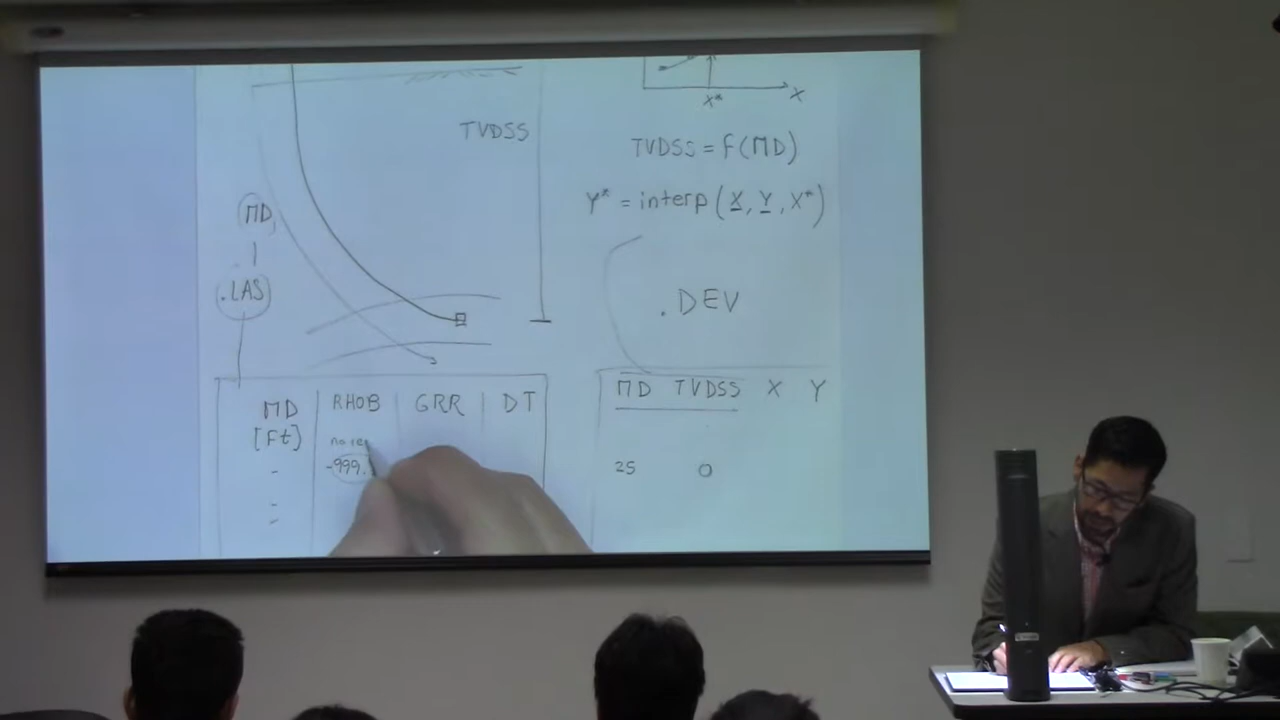 X
X*
TVDSS
TVDSS = f(MD)
MD,
Y* = interp(X, Y, X*)
.LAS
.DEV
MD RHOB GRR DT
[Ft]
-999.
MD TVDSS X Y
25 0